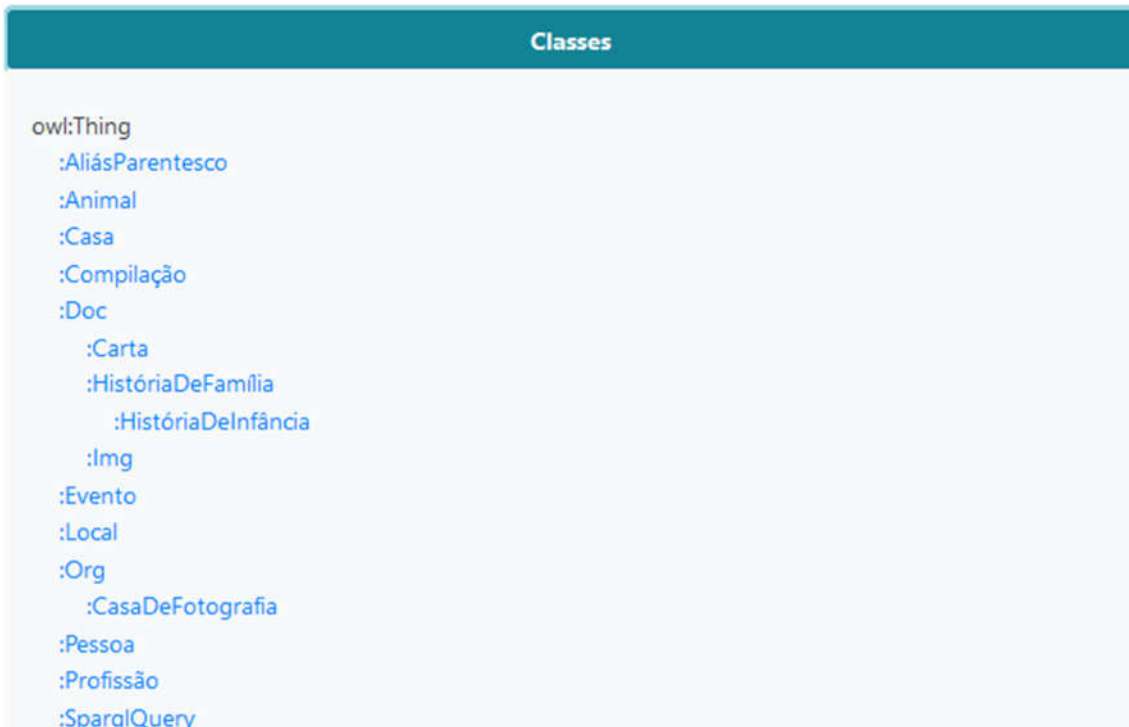 Classes
owl:Thing
:AliásParentesco
:Animal
:Casa
:Compilação
:Doc
:Carta
:HistóriaDeFamília
:HistóriaDeInfância
:Img
:Evento
:Local
:Org
:CasaDeFotografia
:Pessoa
:Profissão
:SparqlQuery